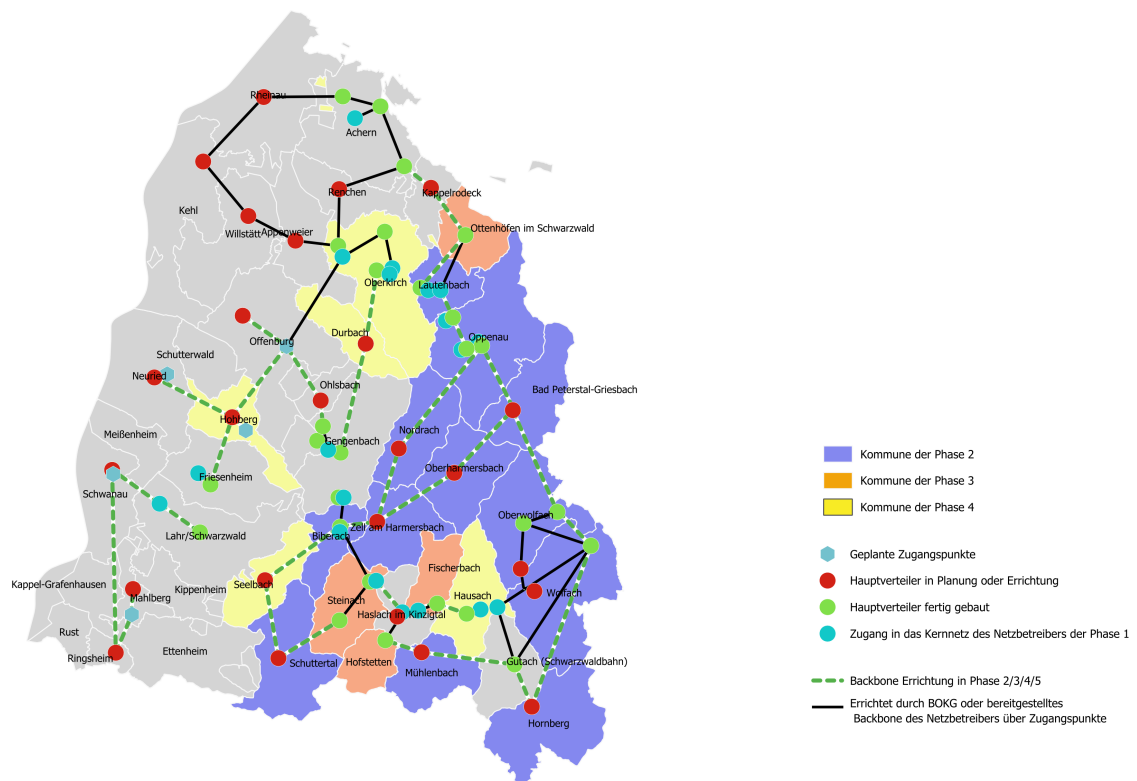 Rheinau
Achern
Renchen
Kappelrodeck
Kehl
Willstätt
Appenweier
Ottenhöfen im Schwarzwald
Oberkirch
Lautenbach
Durbach
Offenburg
Oppenau
Schutterwald
Neuried
Ohlsbach
Bad Peterstal-Griesbach
Hohberg
Meißenheim
Gengenbach
Nordrach
Oberharmersbach
Friesenheim
Schwanau
Lahr/Schwarzwald
Biberach
Zell am Harmersbach
Oberwolfach
Kappel-Grafenhausen
Mahlberg
Kippenheim
Seelbach
Fischerbach
Steinach
Hausach
Wolfach
Haslach im Kinzigtal
Rust
Ringsheim
Ettenheim
Schuttertal
Hofstetten
Mühlenbach
Gutach (Schwarzwaldbahn)
Hornberg
Kommune der Phase 2
Kommune der Phase 3
Kommune der Phase 4
Geplante Zugangspunkte
Hauptverteiler in Planung oder Errichtung
Hauptverteiler fertig gebaut
Zugang in das Kernnetz des Netzbetreibers der Phase 1
Backbone Errichtung in Phase 2/3/4/5
Errichtet durch BOKG oder bereitgestelltes
Backbone des Netzbetreibers über Zugangspunkte